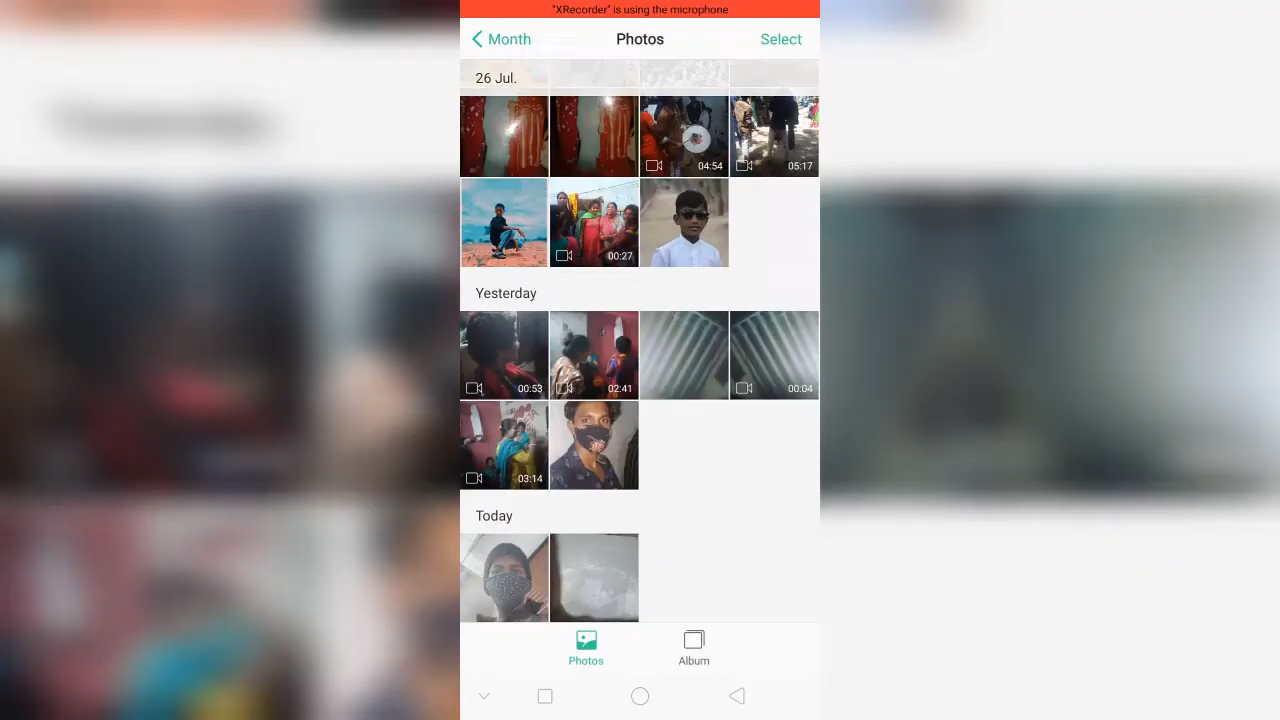 "XRecorder" is using the microphone
Month
Photos
Select
26 Jul.
04:54
05:17
00:27
Yesterday
00:53
02:41
00:04
03:14
Today
Photos
Album